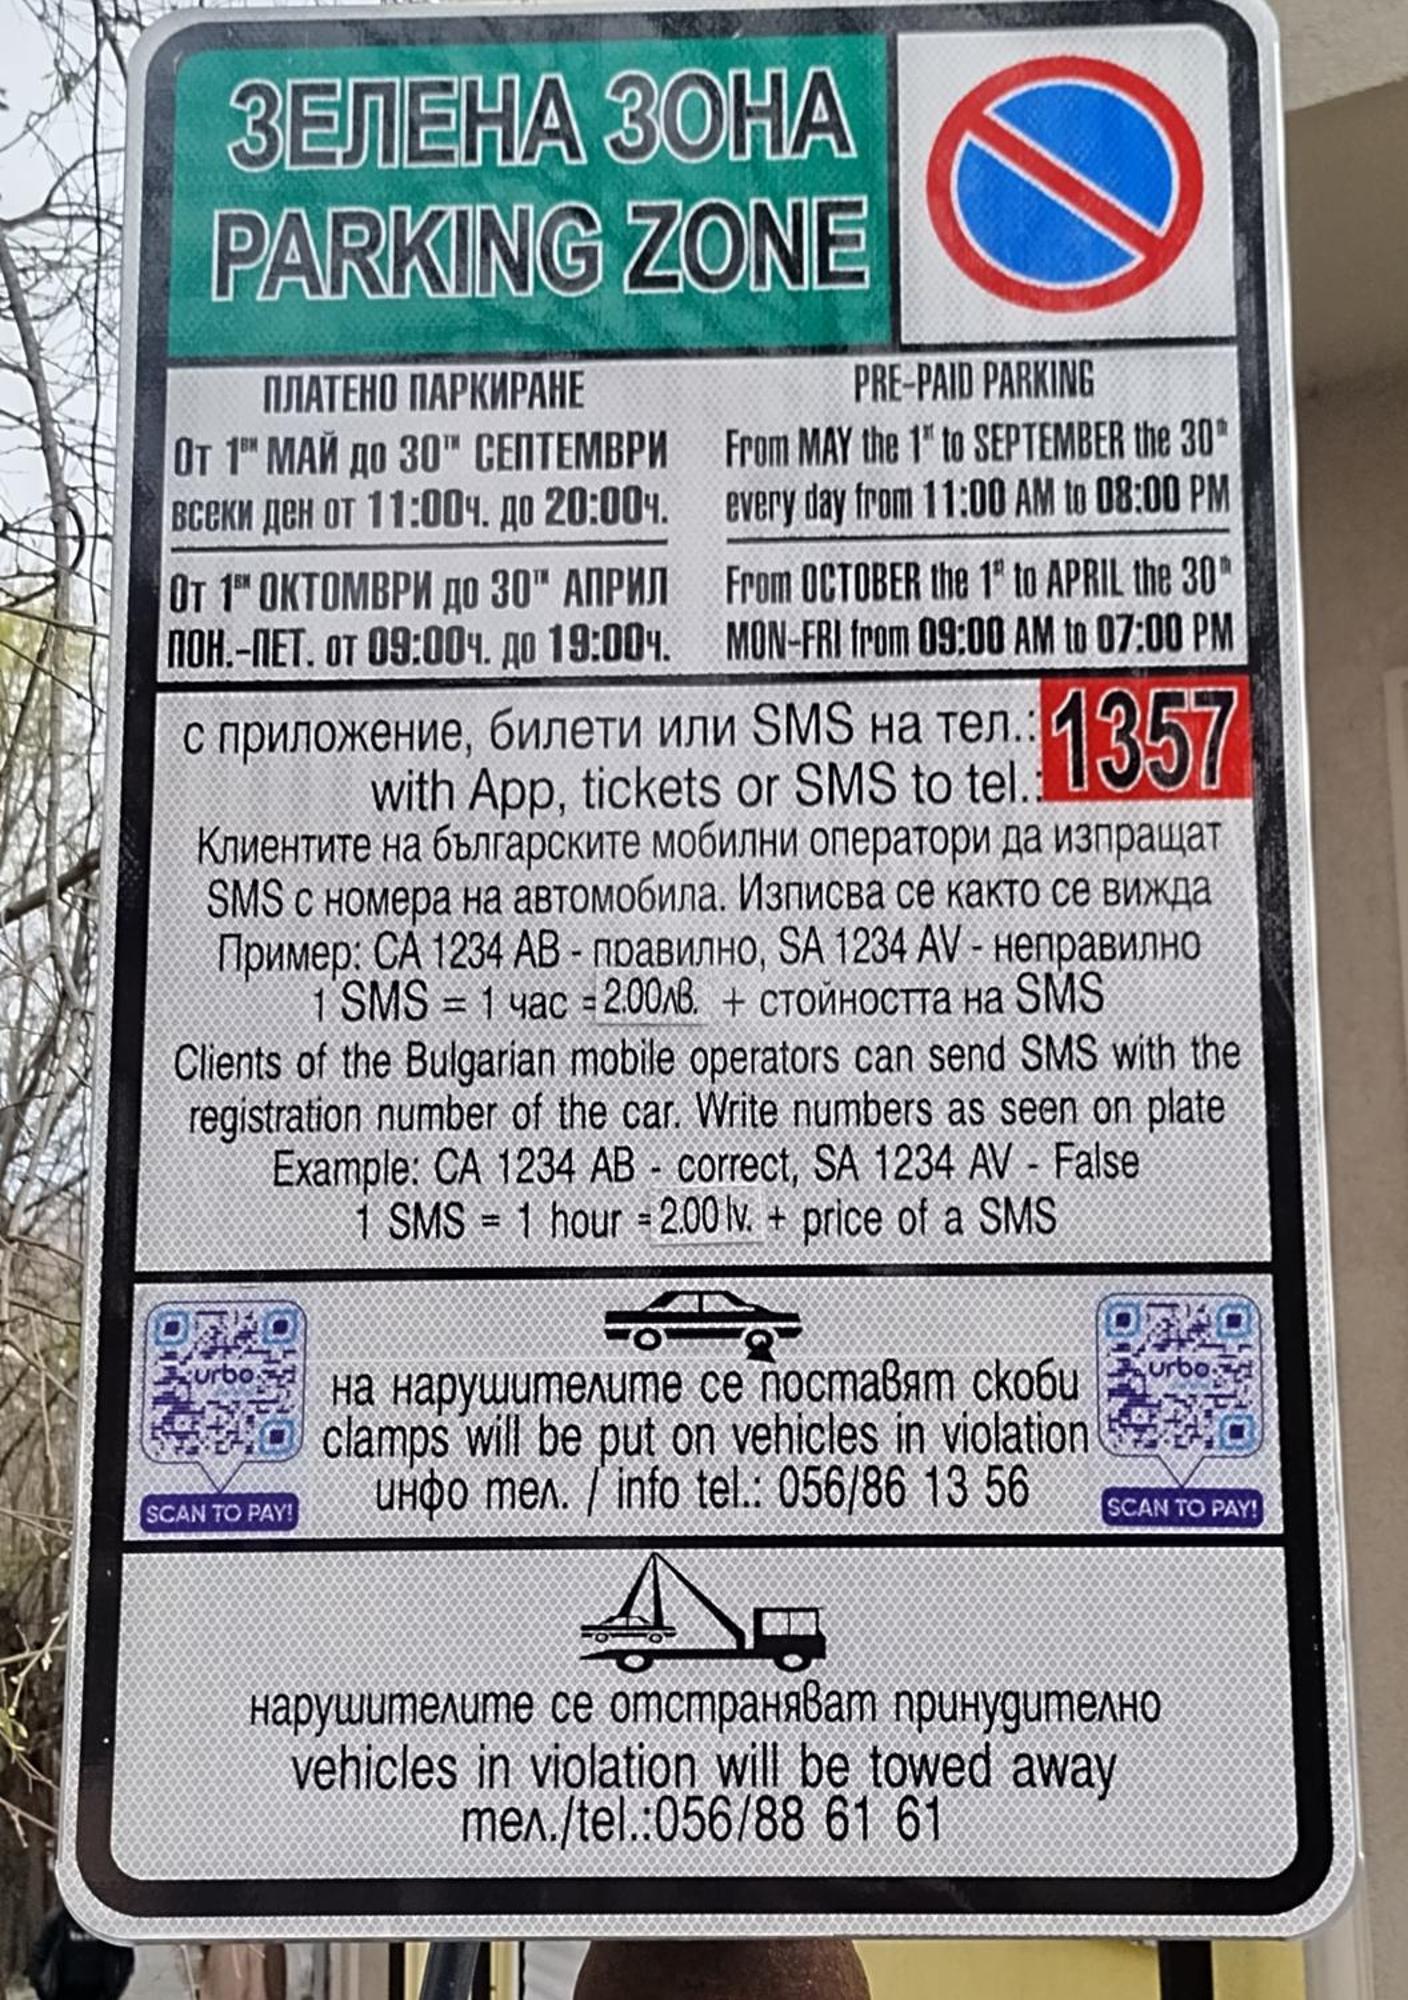 ЗЕЛЕНА ЗОНА
PARKING ZONE
ПЛАТЕНО ПАРКИРАНЕ
От 1ви МАЙ до 30ти СЕПТЕМВРИ
всеки ден от 11:00ч. до 20:00ч.
От 1ви ОКТОМВРИ до 30ти АПРИЛ
ПОН.-ПЕТ. от 09:00ч. до 19:00ч.
PRE-PAID PARKING
From MAY the 1st to SEPTEMBER the 30th
every day from 11:00 AM to 08:00 PM
From OCTOBER the 1st to APRIL the 30th
MON-FRI from 09:00 AM to 07:00 PM
с приложение, билети или SMS на тел.:
with App, tickets or SMS to tel.:
1357
Клиентите на българските мобилни оператори да изпращат
SMS с номера на автомобила. Изписва се както се вижда
Пример: СА 1234 АВ - правилно, SA 1234 AV - неправилно
1 SMS = 1 час = 2.00лв. + стойността на SMS
Clients of the Bulgarian mobile operators can send SMS with the
registration number of the car. Write numbers as seen on plate
Example: CA 1234 AB - correct, SA 1234 AV - False
1 SMS = 1 hour = 2.00 lv. + price of a SMS
urbo
SCAN TO PAY!
на нарушителите се поставят скоби
clamps will be put on vehicles in violation
инфо тел. / info tel.: 056/86 13 56
urbo
SCAN TO PAY!
нарушителите се отстраняват принудително
vehicles in violation will be towed away
тел./tel.:056/88 61 61